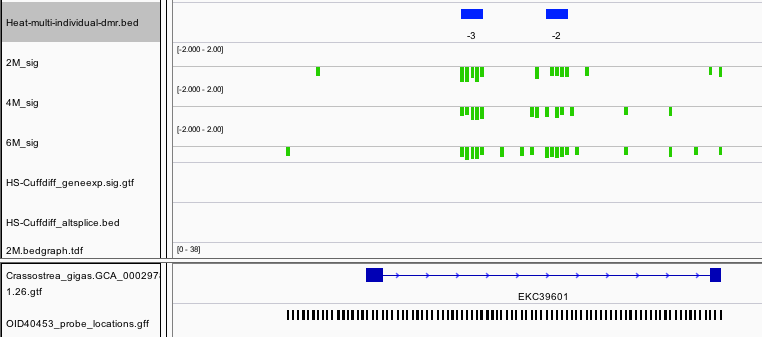 Heat-multi-individual-dmr.bed
-3 -2
[-2.000 - 2.00]
2M_sig
[-2.000 - 2.00]
4M_sig
[-2.000 - 2.00]
6M_sig
HS-Cuffdiff_geneexp.sig.gtf
HS-Cuffdiff_altsplice.bed
2M.bedgraph.tdf
[0 - 38]
Crassostrea_gigas.GCA_000297
1.26.gtf
EKC39601
OID40453_probe_locations.gff